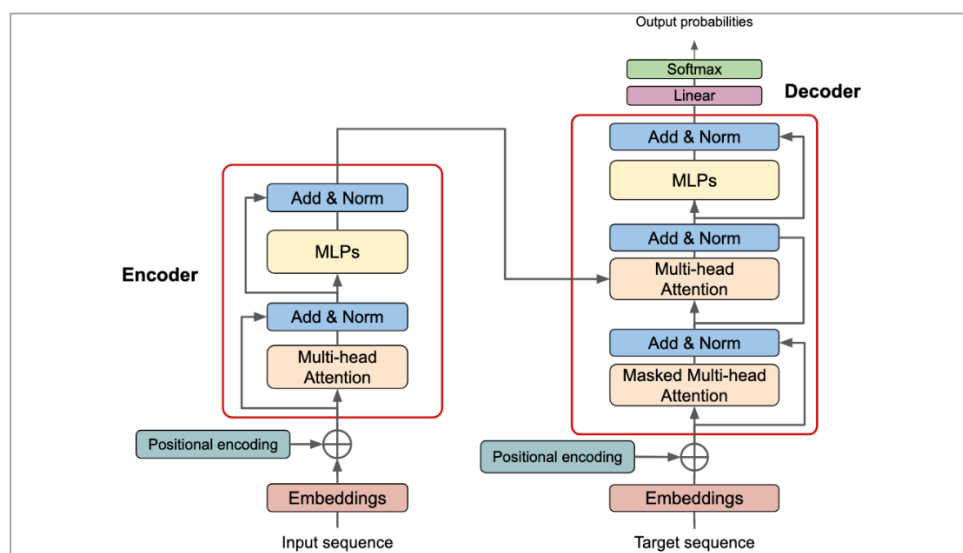 Output probabilities
Softmax
Linear
Decoder
Add & Norm
MLPs
Add & Norm
Multi-head
Attention
Add & Norm
Masked Multi-head
Attention
Positional encoding
Embeddings
Target sequence
Encoder
Add & Norm
MLPs
Add & Norm
Multi-head
Attention
Positional encoding
Embeddings
Input sequence